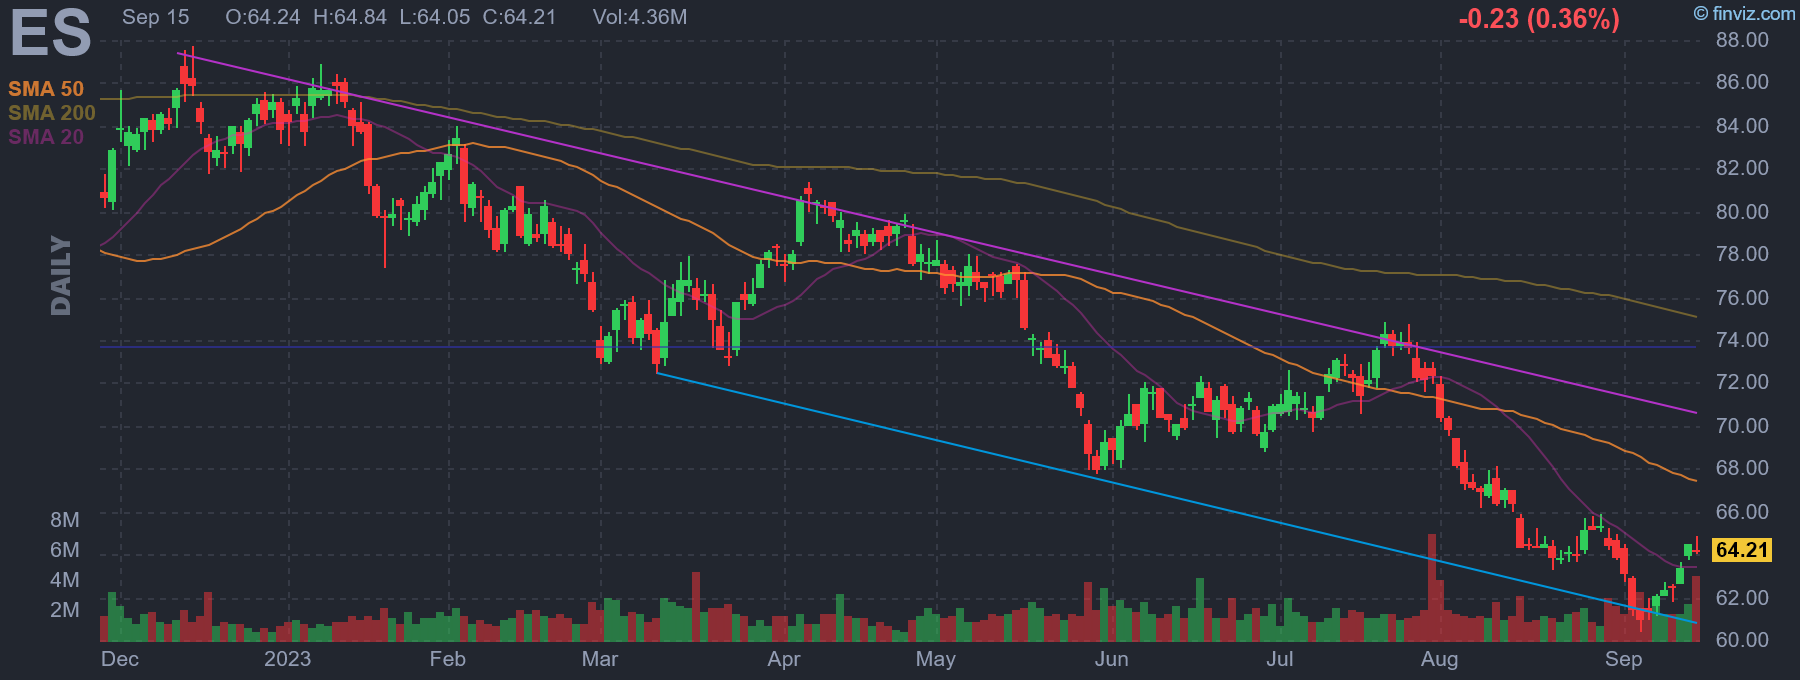 ES Sep 15 O:64.24 H:64.84 L:64.05 C:64.21 Vol:4.36M -0.23 (0.36%) © finviz.com
SMA 50
SMA 200
SMA 20
DAILY
88.00
86.00
84.00
82.00
80.00
78.00
76.00
74.00
72.00
70.00
68.00
66.00
64.21
62.00
60.00
8M
6M
4M
2M
Dec 2023 Feb Mar Apr May Jun Jul Aug Sep